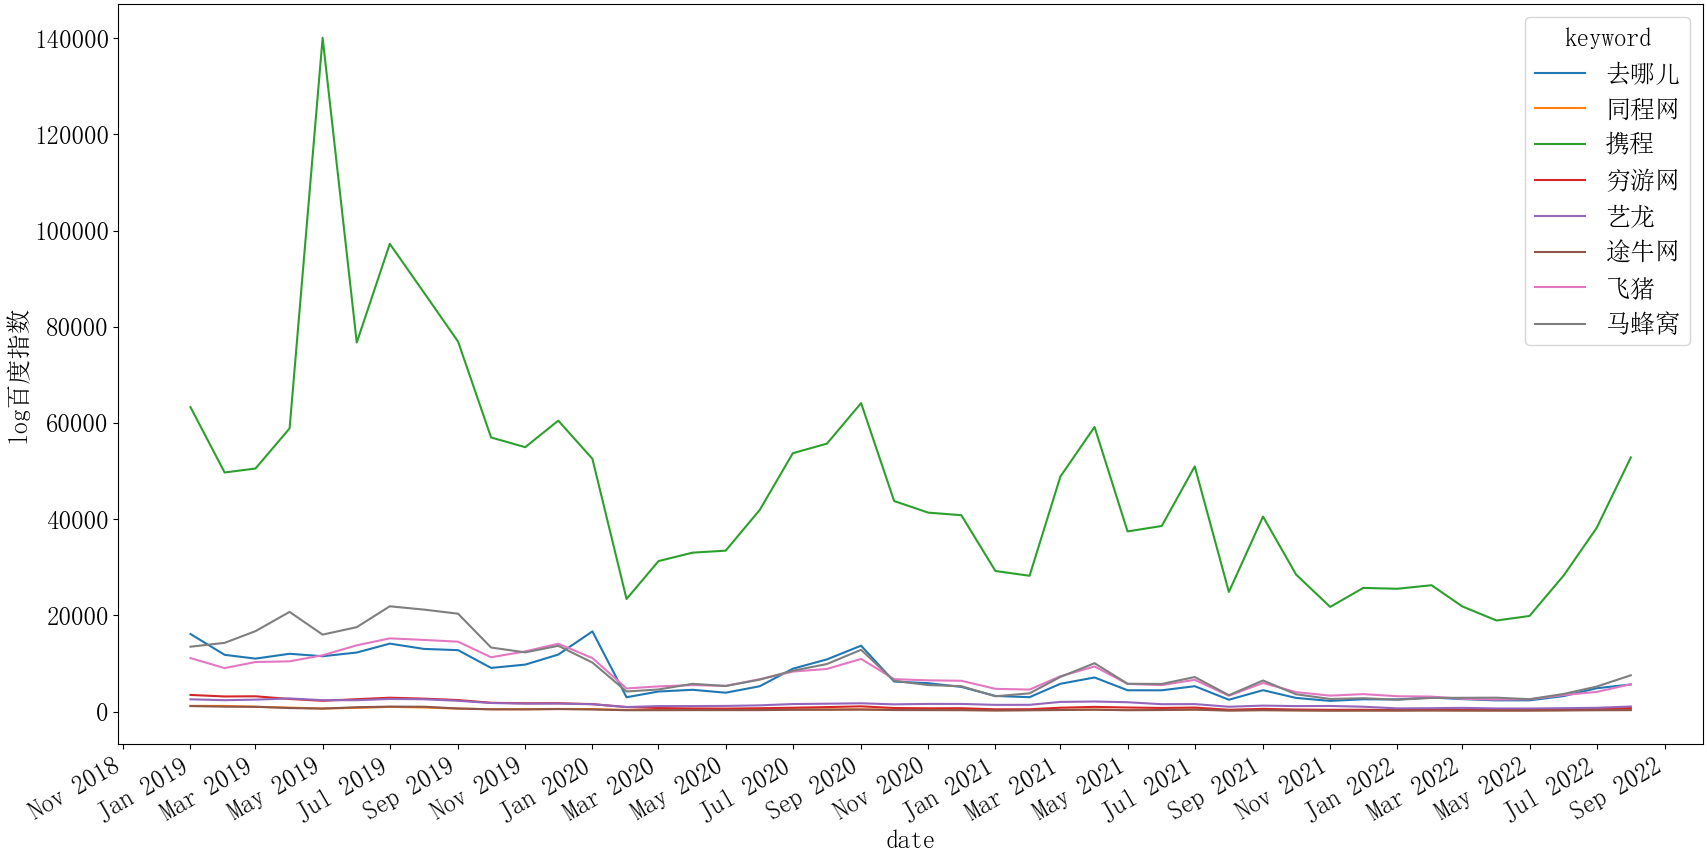 keyword
去哪儿
同程网
携程
穷游网
艺龙
途牛网
飞猪
马蜂窝
log百度指数
140000
120000
100000
80000
60000
40000
20000
0
Nov 2018
Jan 2019
Mar 2019
May 2019
Jul 2019
Sep 2019
Nov 2019
Jan 2020
Mar 2020
May 2020
Jul 2020
Sep 2020
Nov 2020
Jan 2021
Mar 2021
May 2021
Jul 2021
Sep 2021
Nov 2021
Jan 2022
Mar 2022
May 2022
Jul 2022
Sep 2022
date